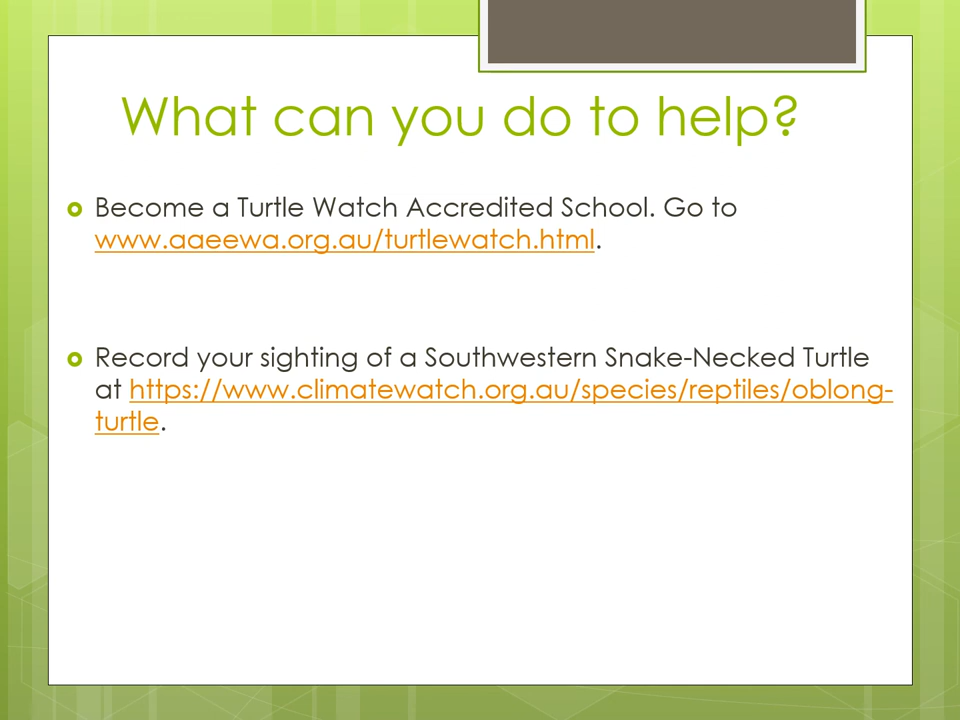 What can you do to help?
Become a Turtle Watch Accredited School. Go to
www.aaeewa.org.au/turtlewatch.html.
Record your sighting of a Southwestern Snake-Necked Turtle
at https://www.climatewatch.org.au/species/reptiles/oblong-
turtle.